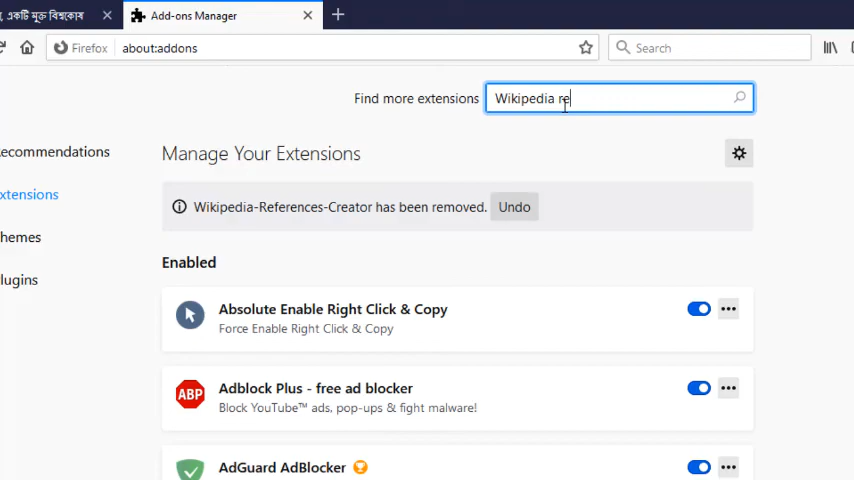 , একটি মুক্ত বিশ্বকোষ
Add-ons Manager
Firefox
about:addons
Search
Find more extensions
Wikipedia re
ecommendations
Manage Your Extensions
xtensions
Wikipedia-References-Creator has been removed.
Undo
hemes
Enabled
lugins
Absolute Enable Right Click & Copy
Force Enable Right Click & Copy
ABP
Adblock Plus - free ad blocker
Block YouTube™ ads, pop-ups & fight malware!
AdGuard AdBlocker